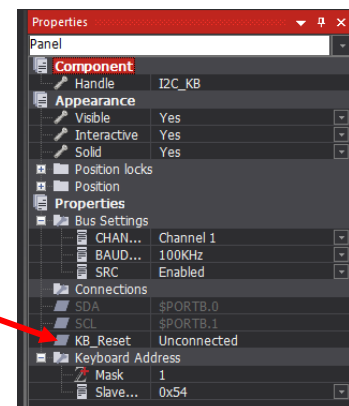 Properties
Panel
Component
Handle I2C_KB
Appearance
Visible Yes
Interactive Yes
Solid Yes
Position locks
Position
Properties
Bus Settings
CHAN... Channel 1
BAUD... 100KHz
SRC Enabled
Connections
SDA $PORTB.0
SCL $PORTB.1
KB_Reset Unconnected
Keyboard Address
Mask 1
Slave... 0x54